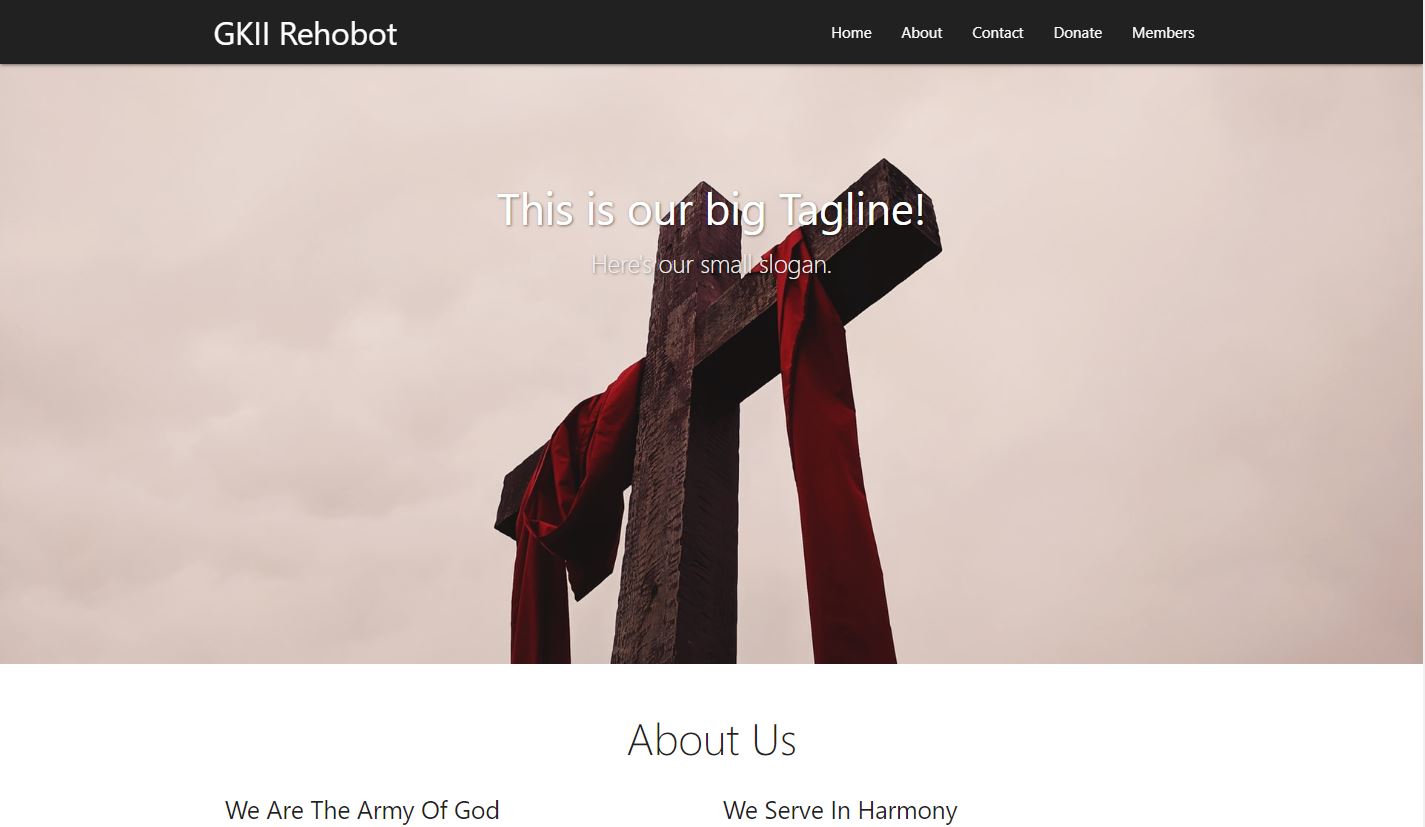 GKII Rehobot
Home About Contact Donate Members
This is our big Tagline!
Here's our small slogan.
About Us
We Are The Army Of God
We Serve In Harmony